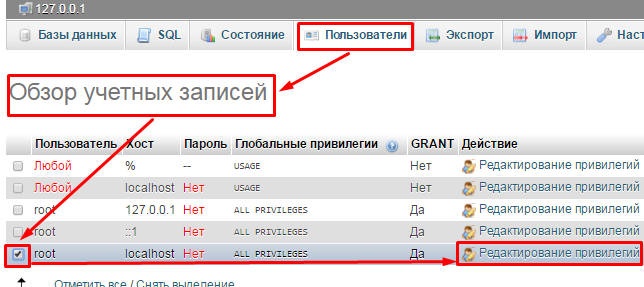 127.0.0.1
Базы данных SQL Состояние Пользователи Экспорт Импорт Наст
Обзор учетных записей
Пользователь Хост Пароль Глобальные привилегии GRANT Действие
Любой % -- USAGE Нет Редактирование привилегий
Любой localhost Нет USAGE Нет Редактирование привилегий
root 127.0.0.1 Нет ALL PRIVILEGES Да Редактирование привилегий
root ::1 Нет ALL PRIVILEGES Да Редактирование привилегий
root localhost Нет ALL PRIVILEGES Да Редактирование привилегий
Отметить все / Снять выделение